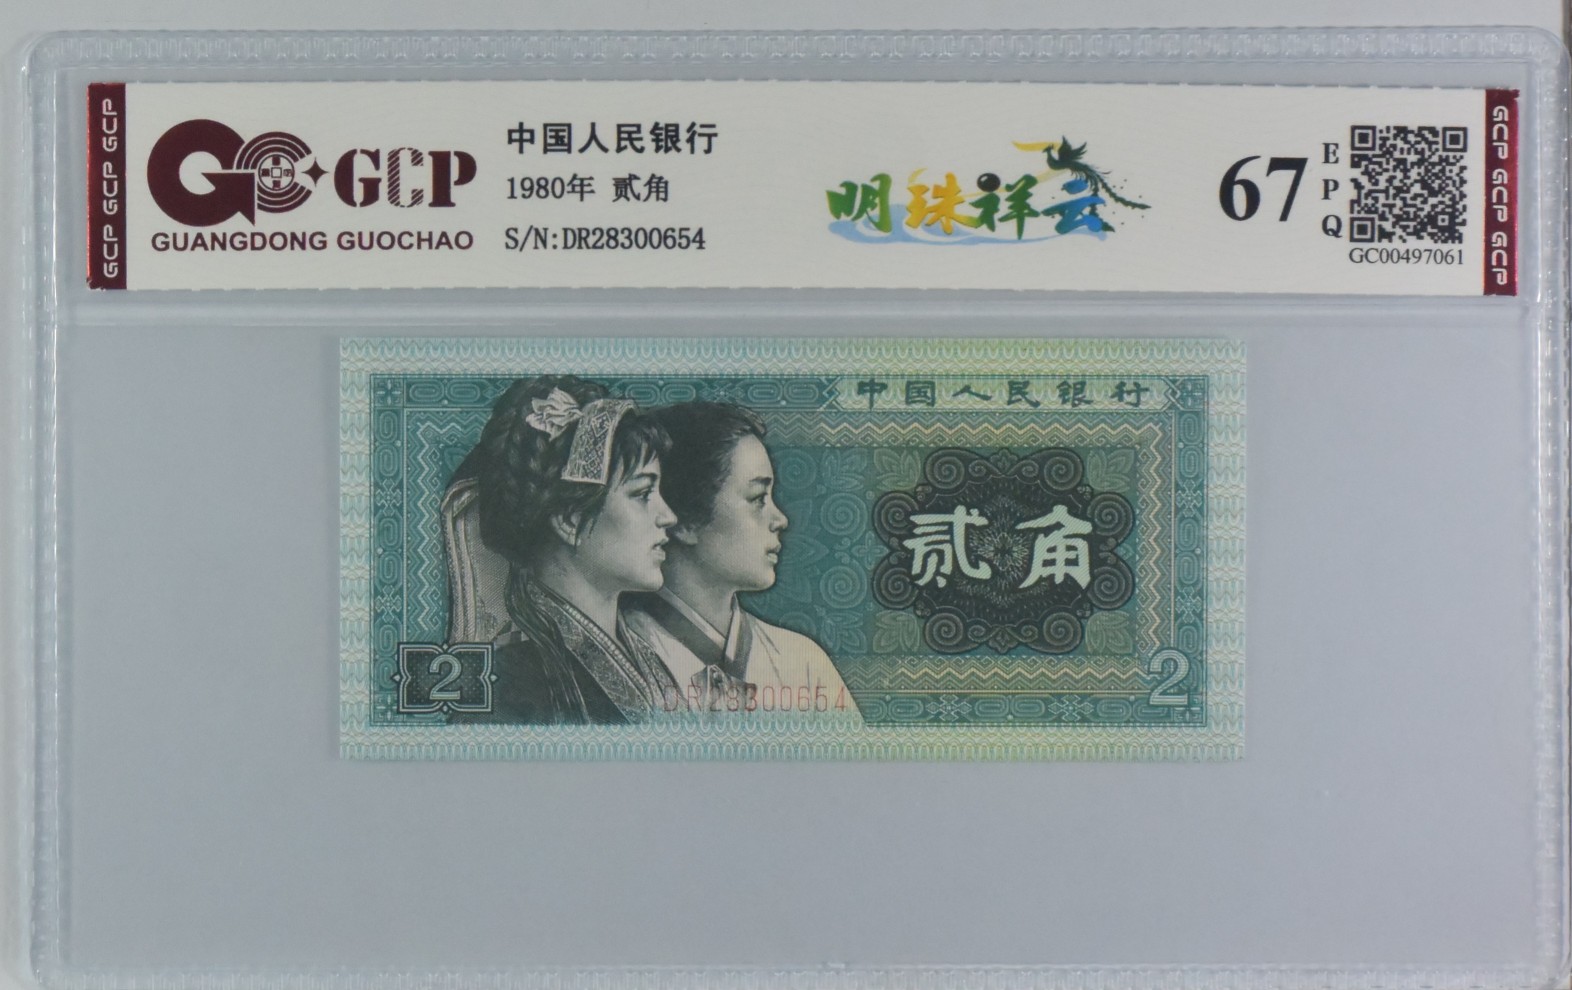 GCP GCP GCP
GCP
GUANGDONG GUOCHAO
中国人民银行
1980年 贰角
S/N:DR28300654
明珠祥云
67
EPQ
GC00497061
GCP GCP GCP
中国人民银行
贰角
2
DR28300654
2